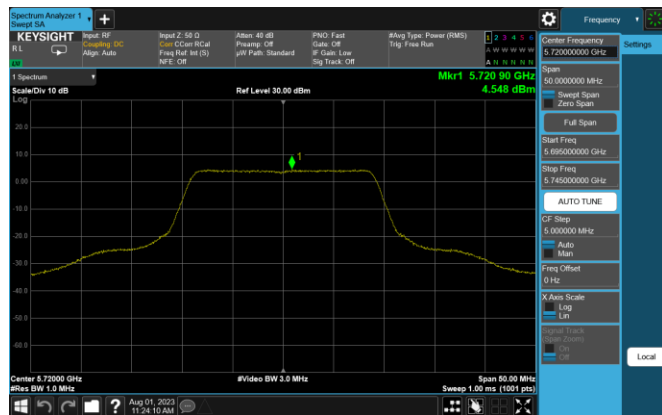 Spectrum Analyzer 1
Swept SA
Frequency
KEYSIGHT
Input: RF
Coupling: DC
Align: Auto
Input Z: 50 Ω
Corr CCorr RCal
Freq Ref: Int (S)
NFE: Off
Atten: 40 dB
Preamp: Off
µW Path: Standard
PNO: Fast
Gate: Off
IF Gain: Low
Sig Track: Off
#Avg Type: Power (RMS)
Trig: Free Run
1 2 3 4 5 6
A W W W W W
A N N N N N
R L
1 Spectrum
Scale/Div 10 dB
Log
Ref Level 30.00 dBm
Mkr1 5.720 90 GHz
4.548 dBm
20.0
0.00
-10.0
-20.0
-30.0
-40.0
-60.0
1
Center 5.72000 GHz
#Res BW 1.0 MHz
#Video BW 3.0 MHz
Span 50.00 MHz
Sweep 1.00 ms (1001 pts)
Aug 01, 2023
11:24:10 AM
Center Frequency
5.720000000 GHz
Span
50.0000000 MHz
Swept Span
Zero Span
Full Span
Start Freq
5.695000000 GHz
Stop Freq
5.745000000 GHz
AUTO TUNE
CF Step
5.000000 MHz
Auto
Man
Freq Offset
0 Hz
X Axis Scale
Log
Lin
Signal Track
(Span Zoom)
On
Off
Settings
Local